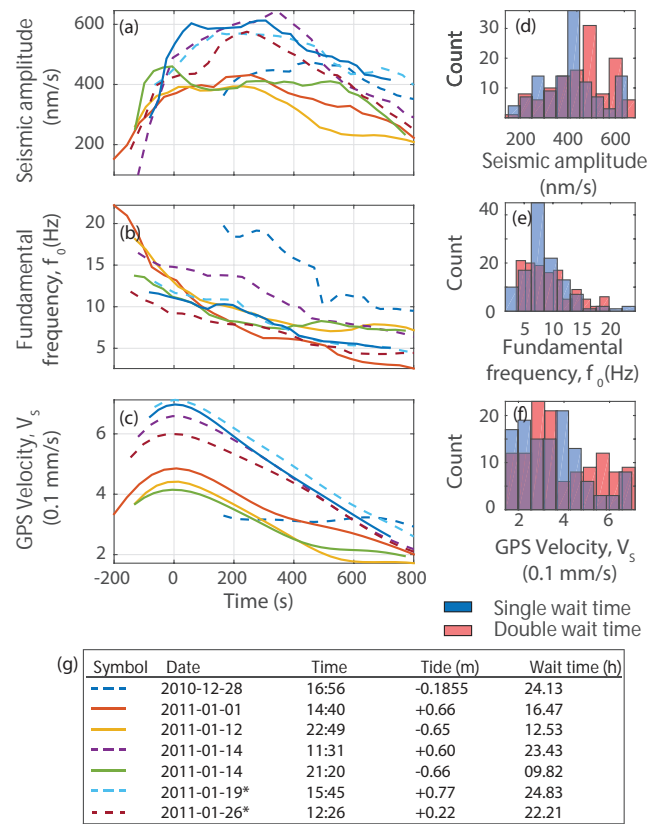 (a)
Seismic amplitude
(nm/s)
600
400
200
(b)
Fundamental
frequency, f_0(Hz)
20
15
10
5
(c)
GPS Velocity, V_S
(0.1 mm/s)
6
4
2
-200 0 200 400 600 800
Time (s)
(d)
Count
30
10
200 400 600
Seismic amplitude
(nm/s)
(e)
Count
40
20
0
5 10 15 20
Fundamental
frequency, f_0(Hz)
(f)
Count
20
10
0
2 4 6
GPS Velocity, V_S
(0.1 mm/s)
Single wait time
Double wait time
(g)
Symbol Date Time Tide (m) Wait time (h)
2010-12-28 16:56 -0.1855 24.13
2011-01-01 14:40 +0.66 16.47
2011-01-12 22:49 -0.65 12.53
2011-01-14 11:31 +0.60 23.43
2011-01-14 21:20 -0.66 09.82
2011-01-19* 15:45 +0.77 24.83
2011-01-26* 12:26 +0.22 22.21